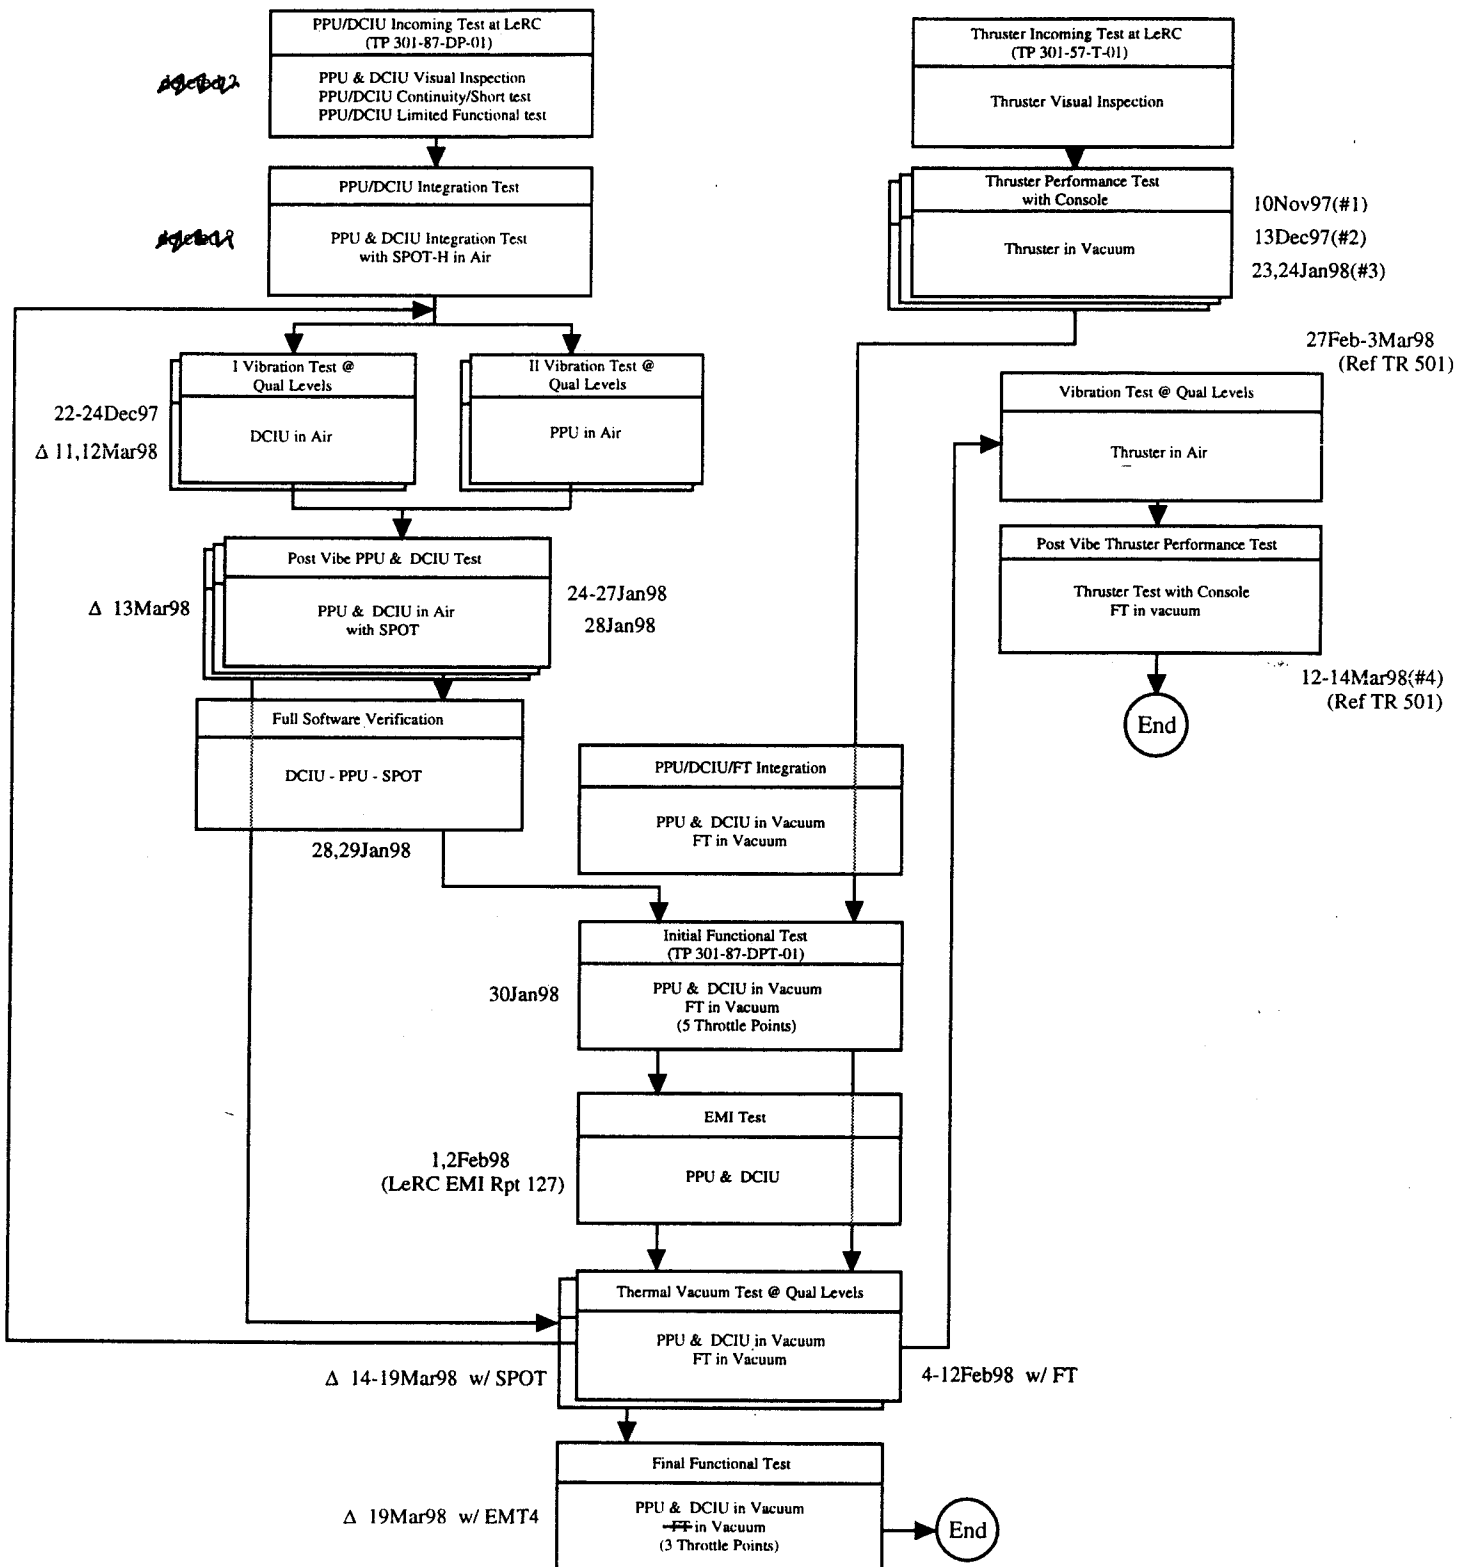 PPU/DCIU Incoming Test at LeRC
(TP 301-87-DP-01)
PPU & DCIU Visual Inspection
PPU/DCIU Continuity/Short test
PPU/DCIU Limited Functional test
PPU/DCIU Integration Test
PPU & DCIU Integration Test
with SPOT-H in Air
Thruster Incoming Test at LeRC
(TP 301-57-T-01)
Thruster Visual Inspection
Thruster Performance Test
with Console
Thruster in Vacuum
10Nov97(#1)
13Dec97(#2)
23,24Jan98(#3)
I Vibration Test @
Qual Levels
DCIU in Air
22-24Dec97
Δ 11,12Mar98
II Vibration Test @
Qual Levels
PPU in Air
27Feb-3Mar98
(Ref TR 501)
Vibration Test @ Qual Levels
Thruster in Air
Post Vibe PPU & DCIU Test
PPU & DCIU in Air
with SPOT
Δ 13Mar98
24-27Jan98
28Jan98
Post Vibe Thruster Performance Test
Thruster Test with Console
FT in vacuum
12-14Mar98(#4)
(Ref TR 501)
End
Full Software Verification
DCIU - PPU - SPOT
28,29Jan98
PPU/DCIU/FT Integration
PPU & DCIU in Vacuum
FT in Vacuum
Initial Functional Test
(TP 301-87-DPT-01)
PPU & DCIU in Vacuum
FT in Vacuum
(5 Throttle Points)
30Jan98
EMI Test
PPU & DCIU
1,2Feb98
(LeRC EMI Rpt 127)
Thermal Vacuum Test @ Qual Levels
PPU & DCIU in Vacuum
FT in Vacuum
Δ 14-19Mar98 w/ SPOT
4-12Feb98 w/ FT
Final Functional Test
PPU & DCIU in Vacuum
FT in Vacuum
(3 Throttle Points)
Δ 19Mar98 w/ EMT4
End